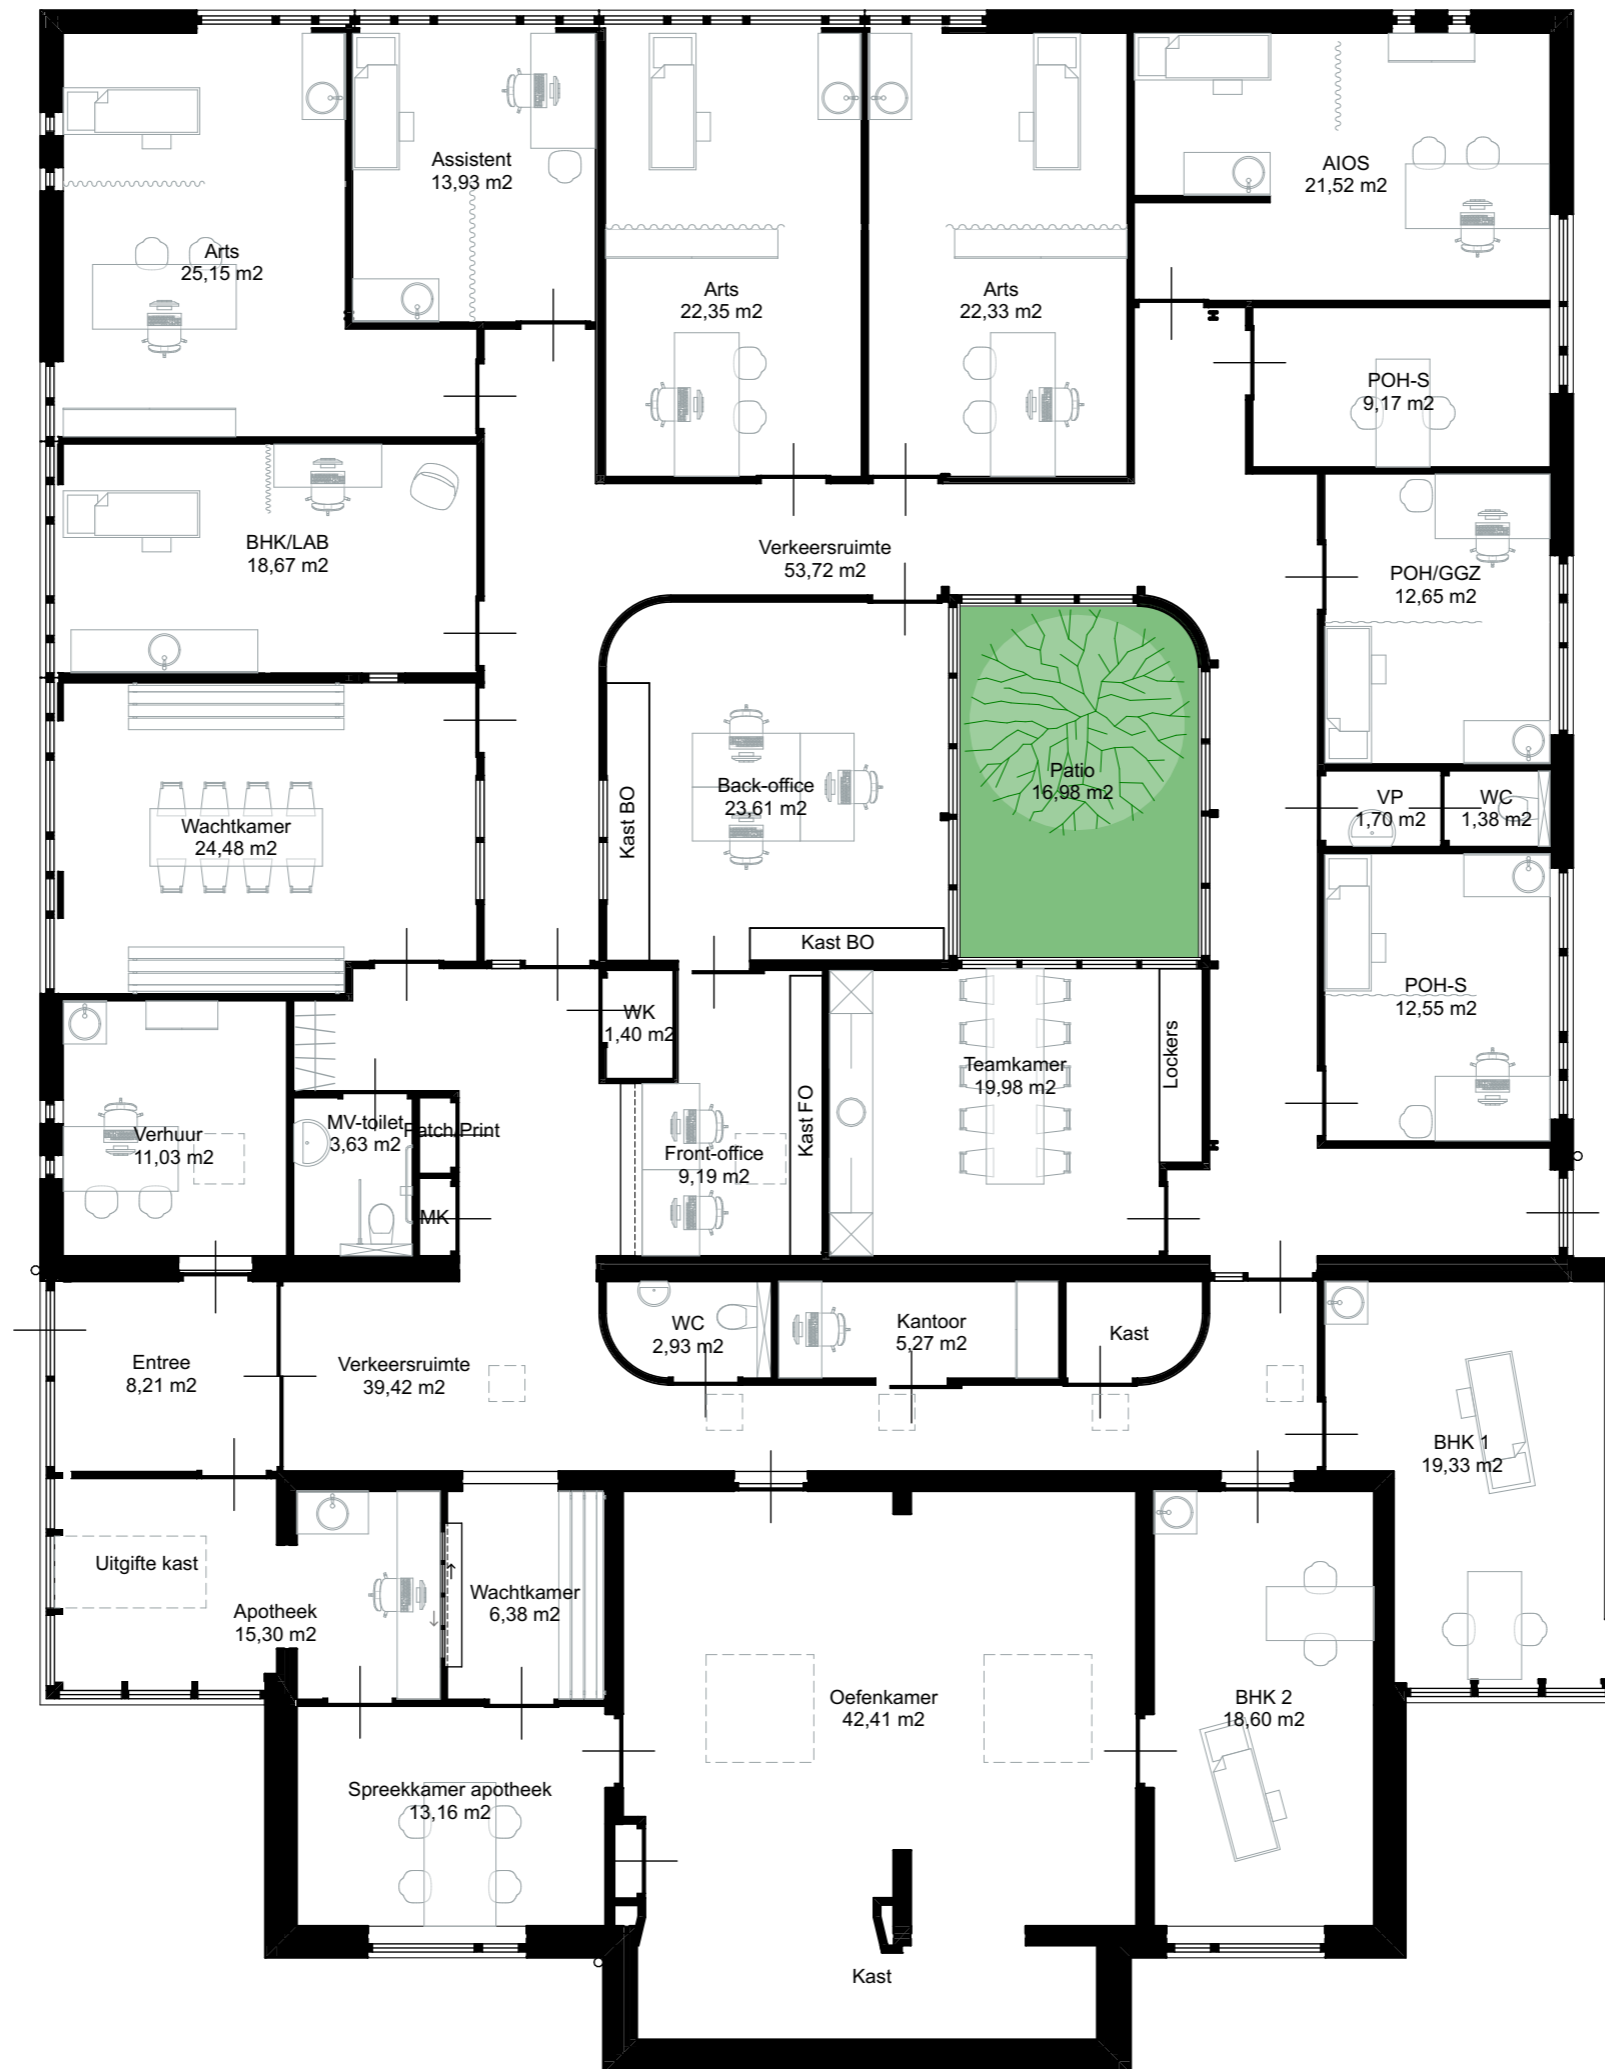 Assistent
13,93 m2
AIOS
21,52 m2
Arts
25,15 m2
Arts
22,35 m2
Arts
22,33 m2
POH-S
9,17 m2
BHK/LAB
18,67 m2
Verkeersruimte
53,72 m2
POH/GGZ
12,65 m2
Patio
16,98 m2
Back-office
23,61 m2
Kast BO
VP
1,70 m2
WC
1,38 m2
Wachtkamer
24,48 m2
Kast BO
POH-S
12,55 m2
WK
1,40 m2
Teamkamer
19,98 m2
Lockers
Kast FO
Verhuur
11,03 m2
MV-toilet
3,63 m2
Patch/Print
Front-office
9,19 m2
MK
WC
2,93 m2
Kantoor
5,27 m2
Kast
Entree
8,21 m2
Verkeersruimte
39,42 m2
BHK 1
19,33 m2
Uitgifte kast
Wachtkamer
6,38 m2
Apotheek
15,30 m2
Oefenkamer
42,41 m2
BHK 2
18,60 m2
Spreekkamer apotheek
13,16 m2
Kast